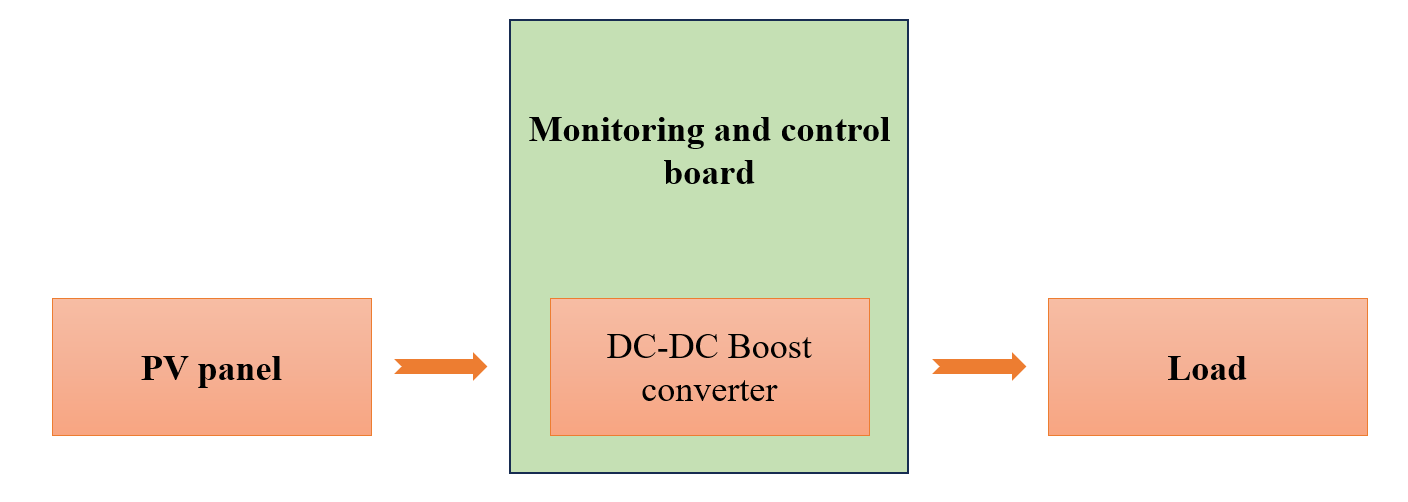 Monitoring and control
board
PV panel
DC-DC Boost
converter
Load